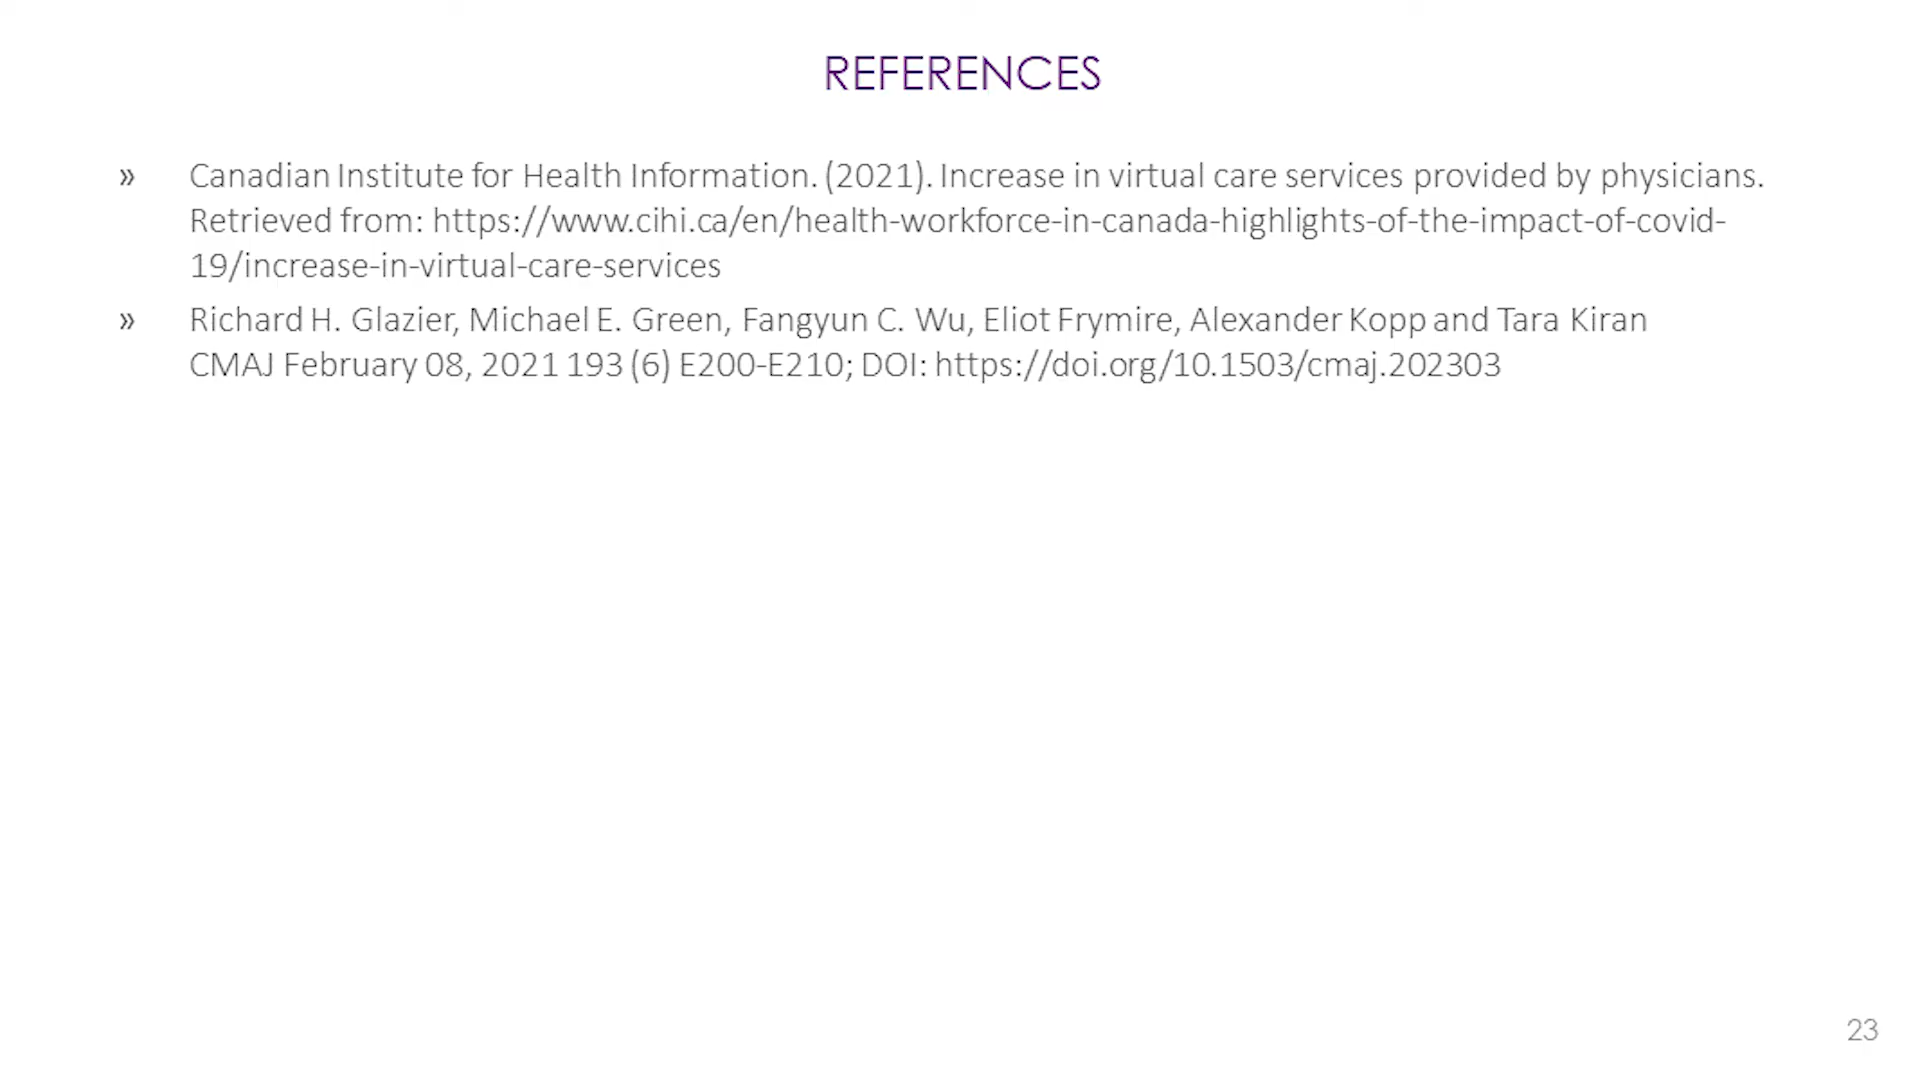 REFERENCES
» Canadian Institute for Health Information. (2021). Increase in virtual care services provided by physicians.
Retrieved from: https://www.cihi.ca/en/health-workforce-in-canada-highlights-of-the-impact-of-covid-
19/increase-in-virtual-care-services
» Richard H. Glazier, Michael E. Green, Fangyun C. Wu, Eliot Frymire, Alexander Kopp and Tara Kiran
CMAJ February 08, 2021 193 (6) E200-E210; DOI: https://doi.org/10.1503/cmaj.202303
23